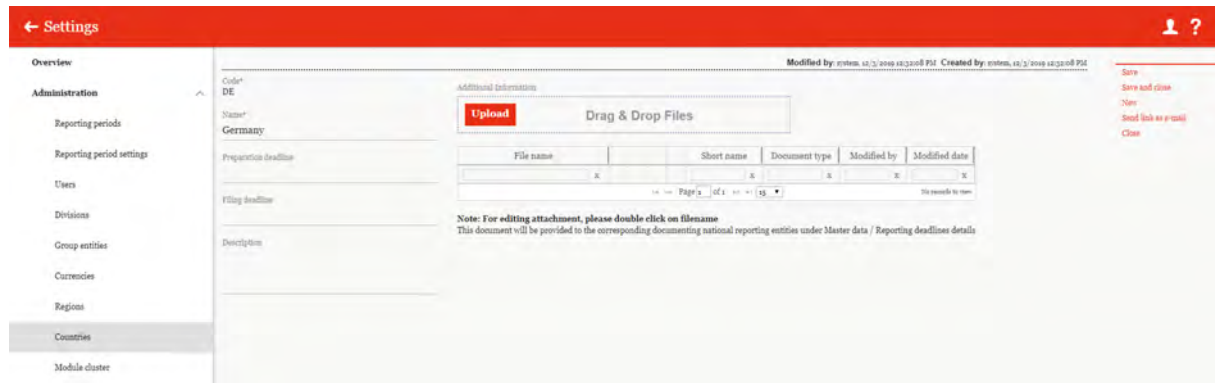 ← Settings
?
Overview
Administration
Reporting periods
Reporting period settings
Users
Divisions
Group entities
Currencies
Regions
Countries
Module cluster
Modified by: system, 12/3/2019 12:32:08 PM Created by: system, 12/3/2019 12:32:08 PM
Code*
DE
Name*
Germany
Preparation deadline
Filing deadline
Description
Additional Information
Upload
Drag & Drop Files
File name Short name Document type Modified by Modified date
x x x x x
Page 1 of 1 15 No records to view
Note: For editing attachment, please double click on filename
This document will be provided to the corresponding documenting national reporting entities under Master data / Reporting deadlines details
Save
Save and close
New
Send link as e-mail
Close